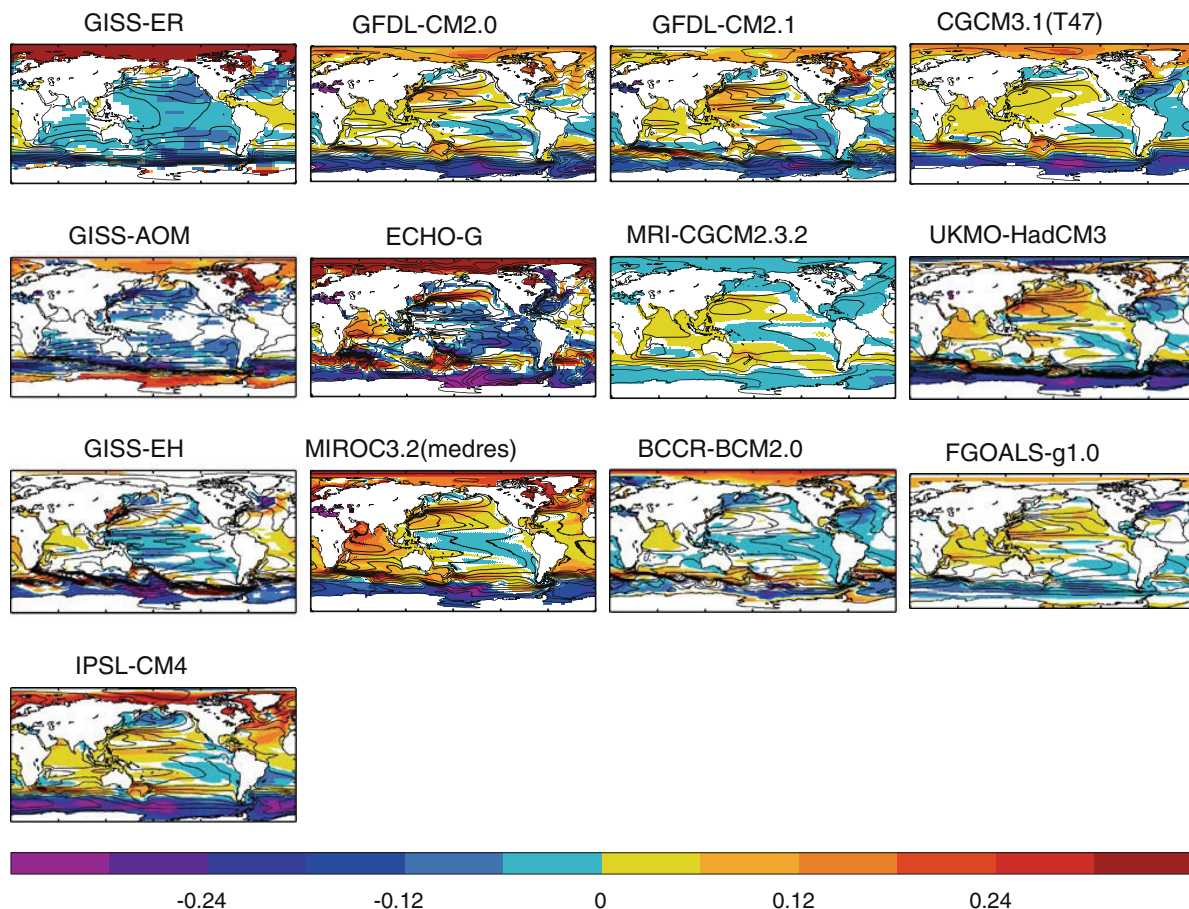 GISS-ER
GFDL-CM2.0
GFDL-CM2.1
CGCM3.1(T47)
GISS-AOM
ECHO-G
MRI-CGCM2.3.2
UKMO-HadCM3
GISS-EH
MIROC3.2(medres)
BCCR-BCM2.0
FGOALS-g1.0
IPSL-CM4
-0.24
-0.12
0
0.12
0.24